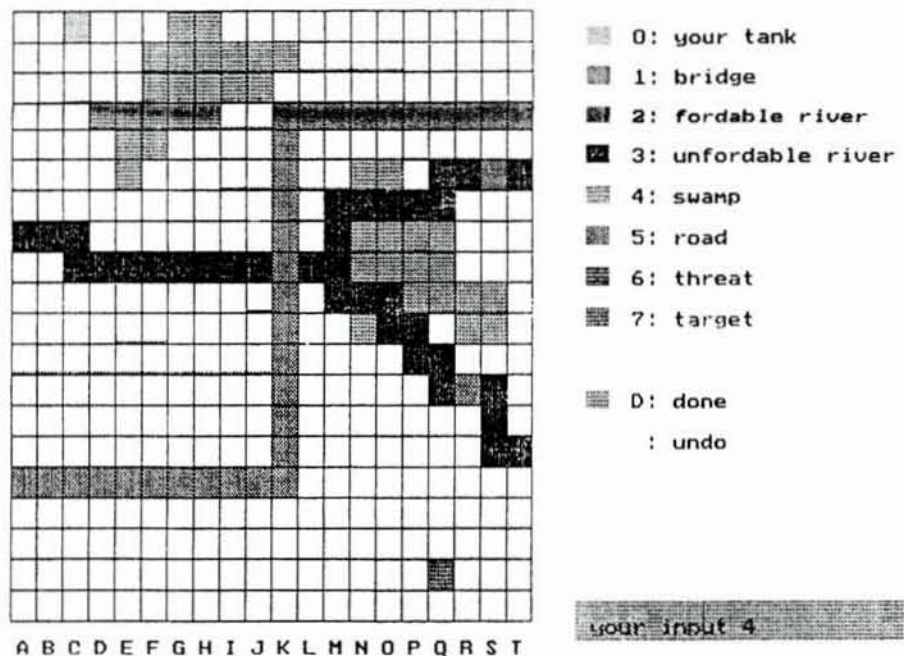 0: your tank
1: bridge
2: fordable river
3: unfordable river
4: swamp
5: road
6: threat
7: target
D: done
: undo
your input 4
A B C D E F G H I J K L M N O P Q R S T